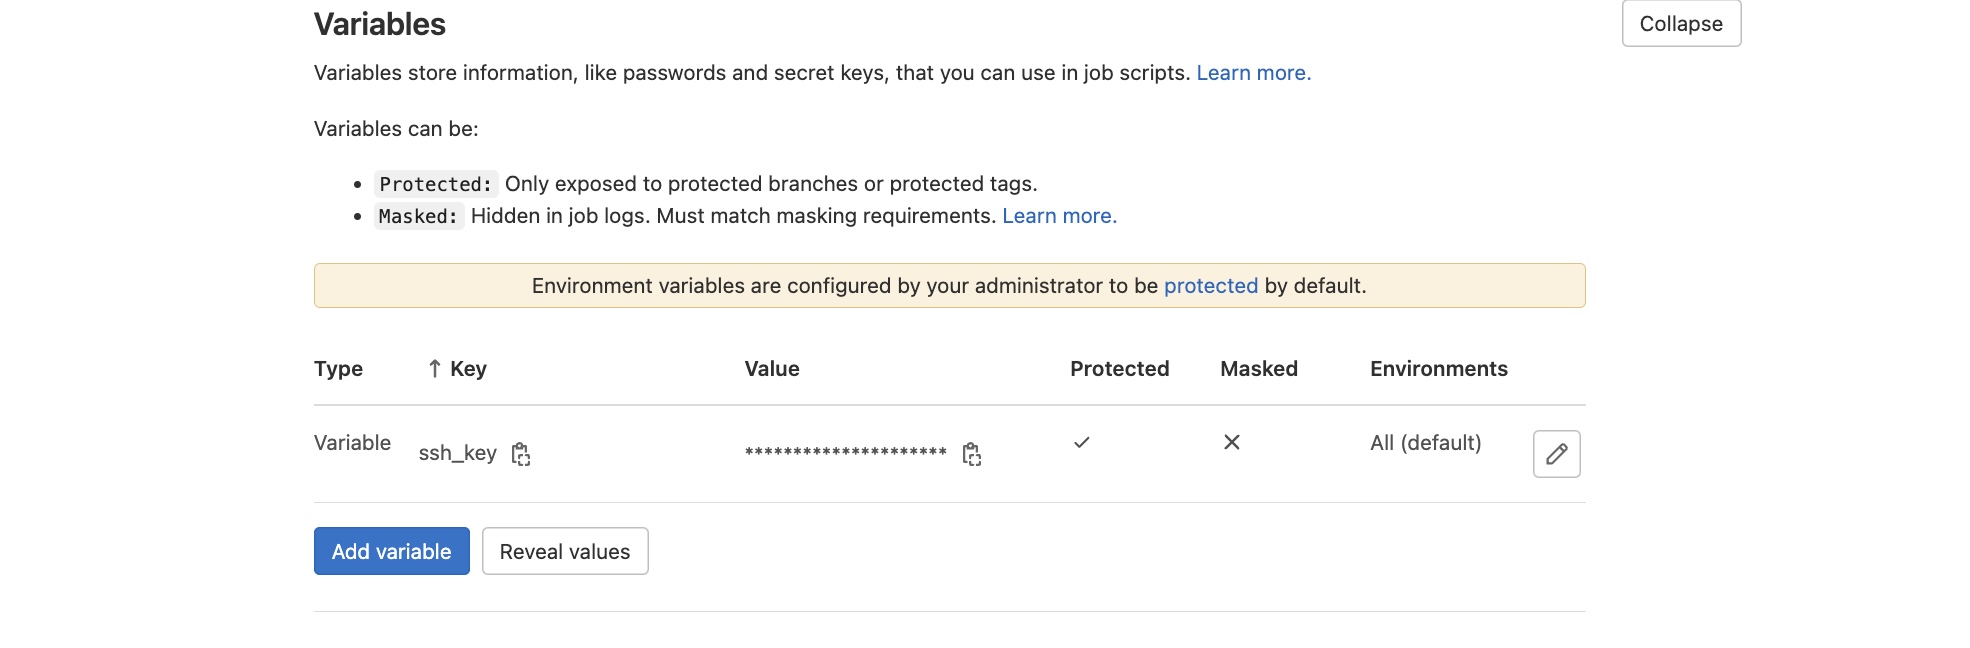 Variables
Collapse
Variables store information, like passwords and secret keys, that you can use in job scripts. Learn more.
Variables can be:
• Protected: Only exposed to protected branches or protected tags.
• Masked: Hidden in job logs. Must match masking requirements. Learn more.
Environment variables are configured by your administrator to be protected by default.
Type ↑ Key Value Protected Masked Environments
Variable ssh_key ********************* ✓ ✕ All (default)
Add variable Reveal values